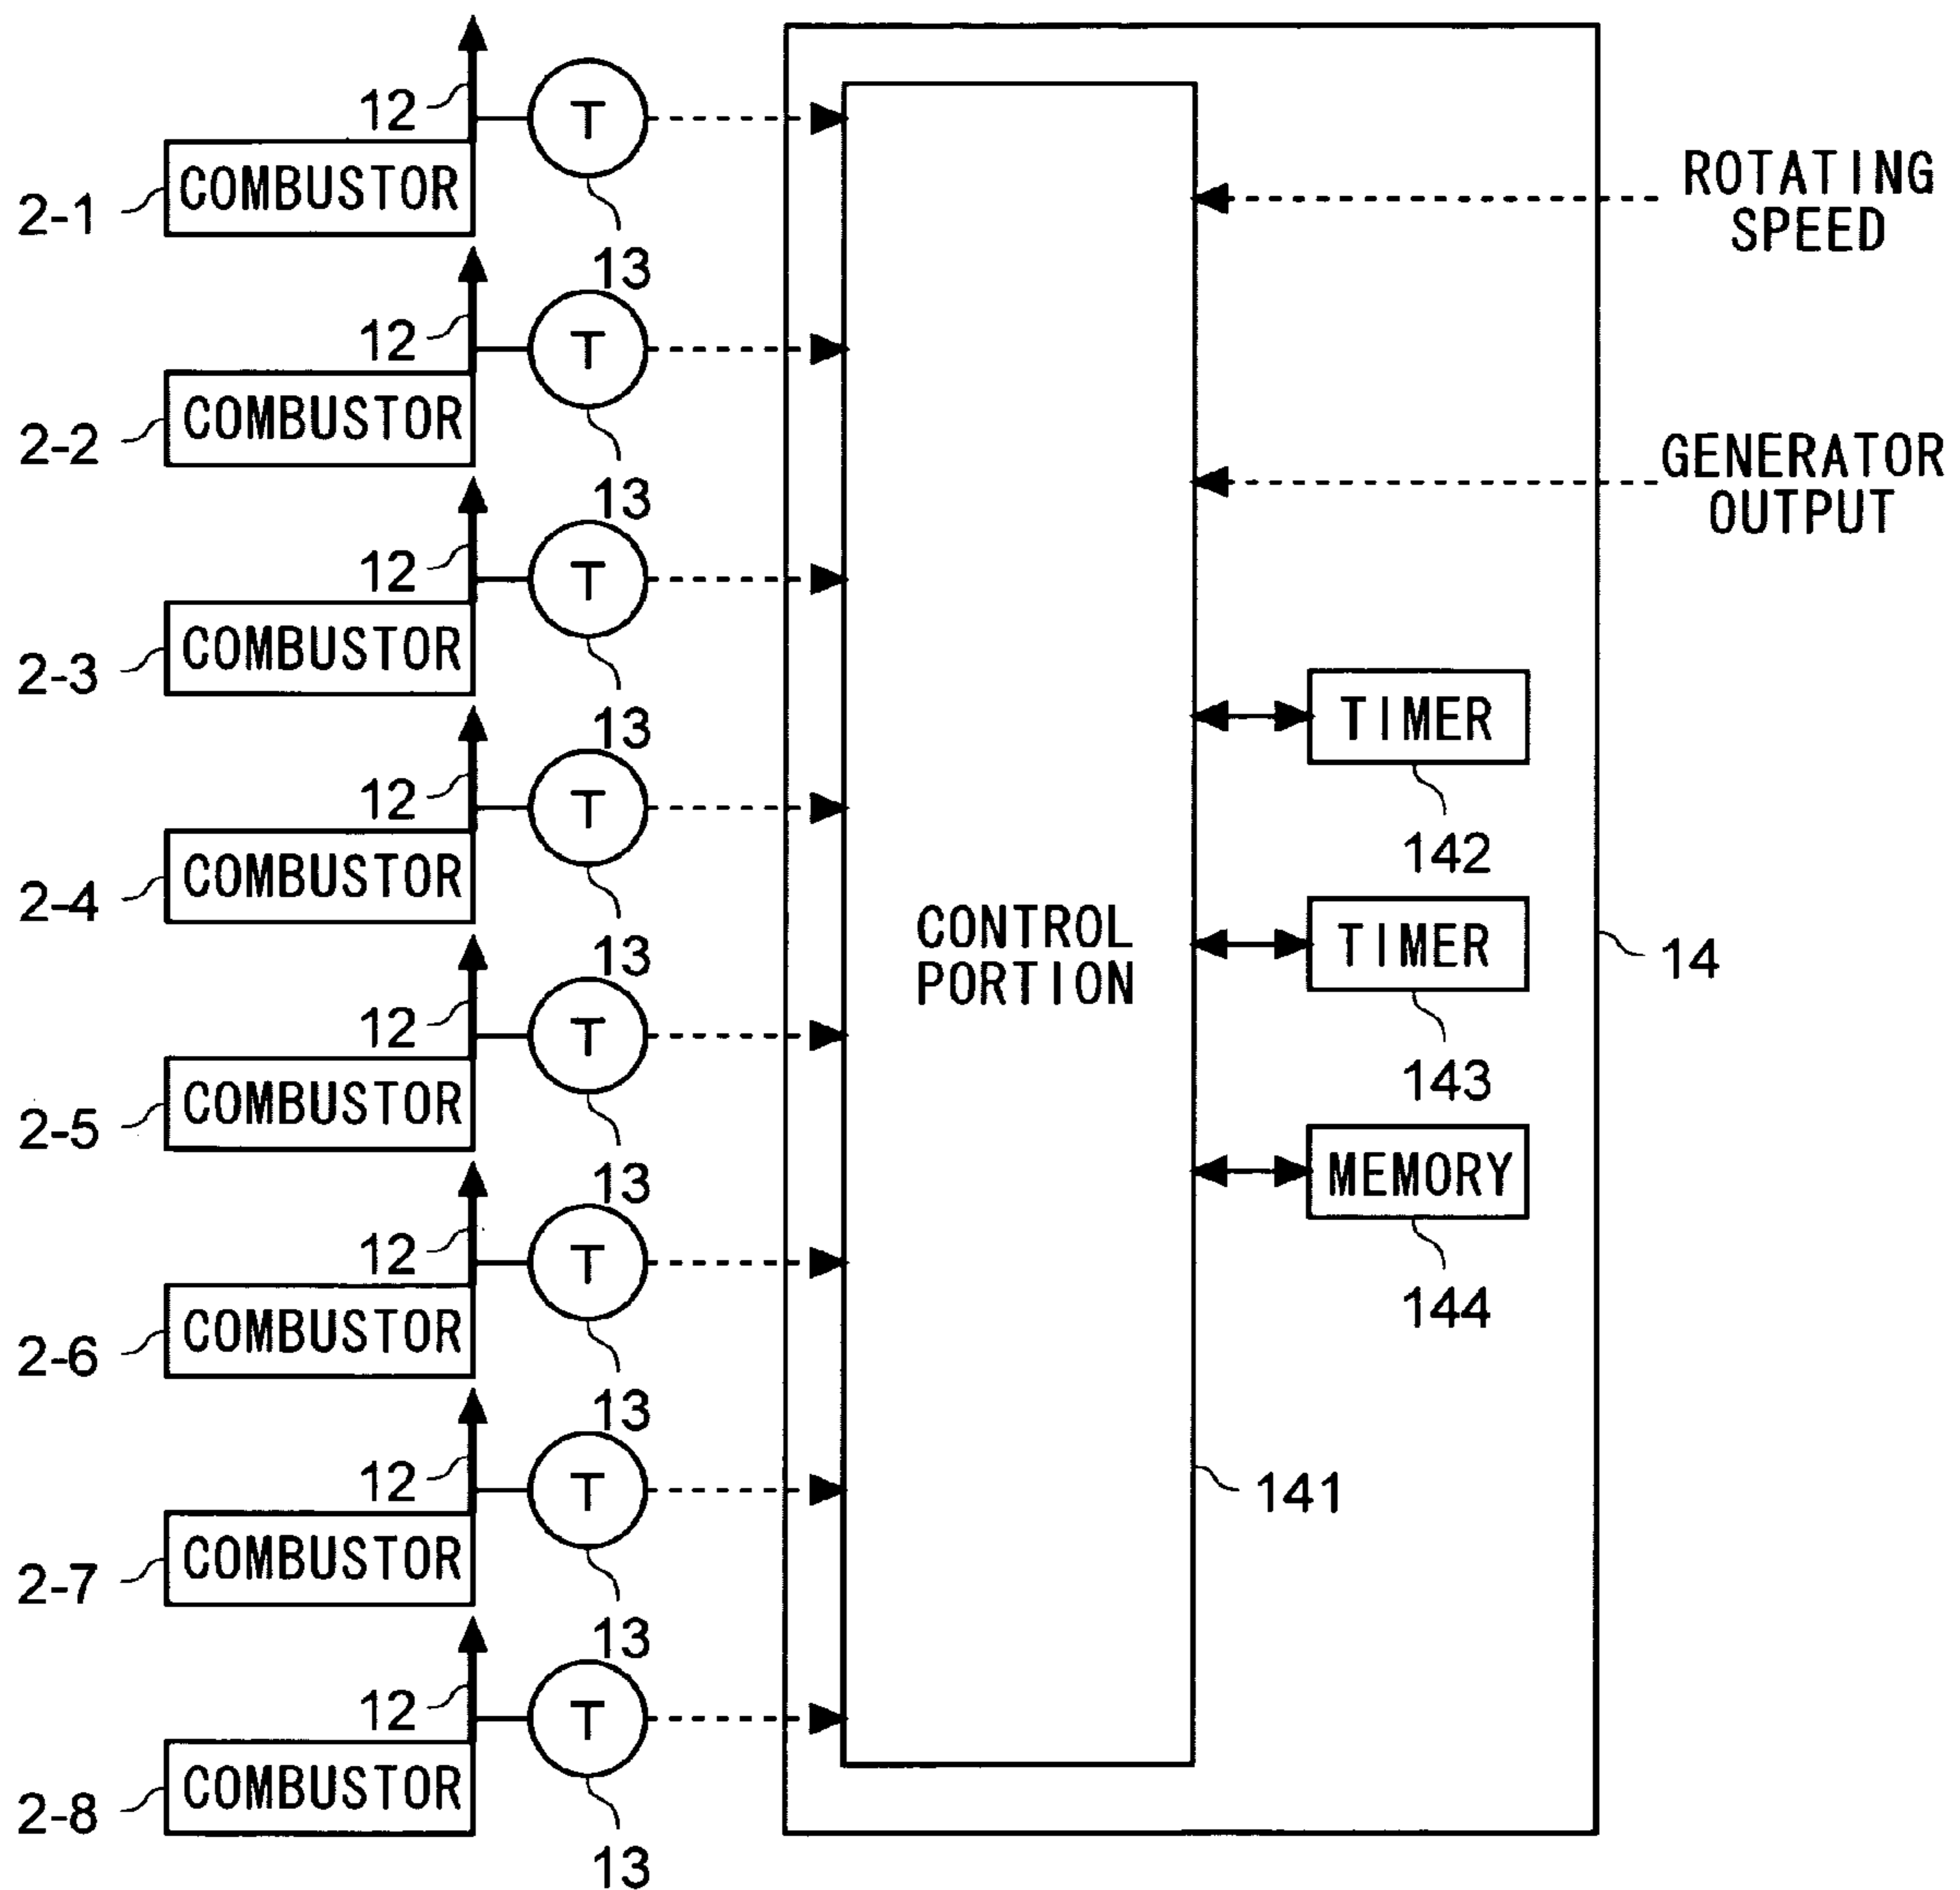 12
T
COMBUSTOR
2-1
13
12
T
COMBUSTOR
2-2
13
12
T
COMBUSTOR
2-3
13
12
T
COMBUSTOR
2-4
13
12
T
COMBUSTOR
2-5
13
12
T
COMBUSTOR
2-6
13
12
T
COMBUSTOR
2-7
13
12
T
COMBUSTOR
2-8
13
CONTROL
PORTION
141
ROTATING
SPEED
GENERATOR
OUTPUT
TIMER
142
TIMER
143
MEMORY
144
14